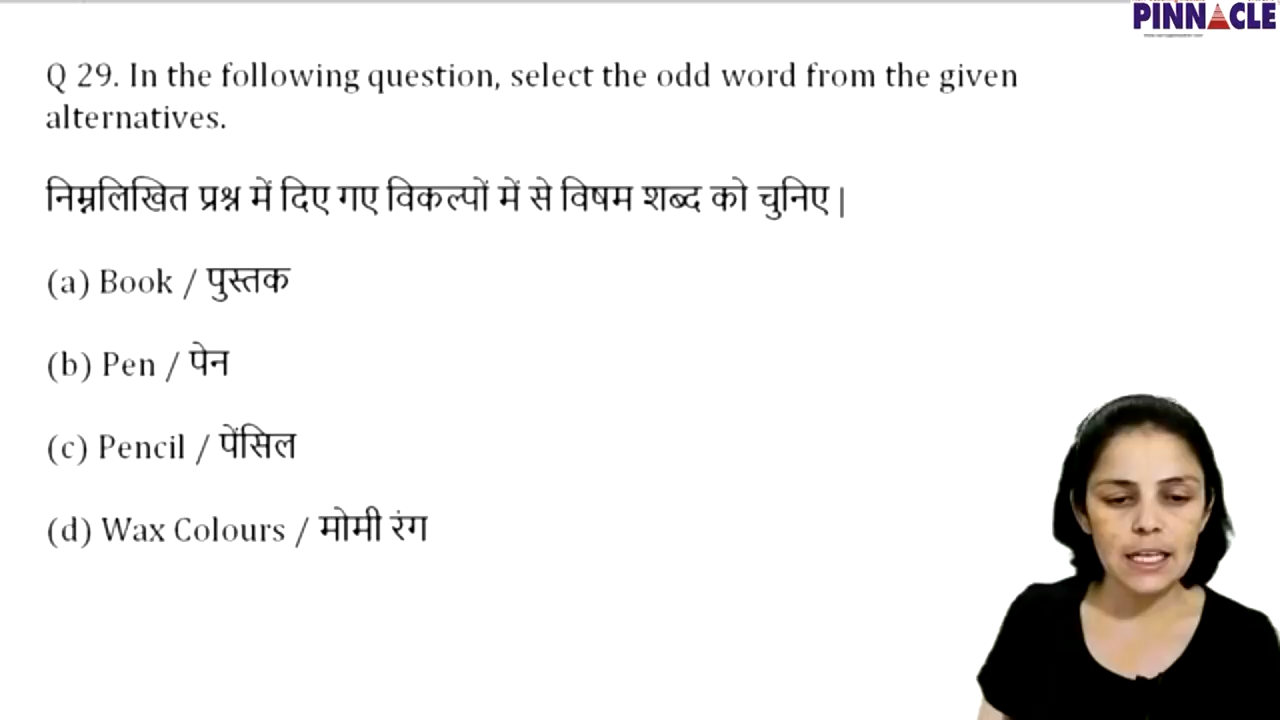 PINNACLE
Q 29. In the following question, select the odd word from the given
alternatives.
निम्नलिखित प्रश्न में दिए गए विकल्पों में से विषम शब्द को चुनिए |
(a) Book / पुस्तक
(b) Pen / पेन
(c) Pencil / पेंसिल
(d) Wax Colours / मोमी रंग